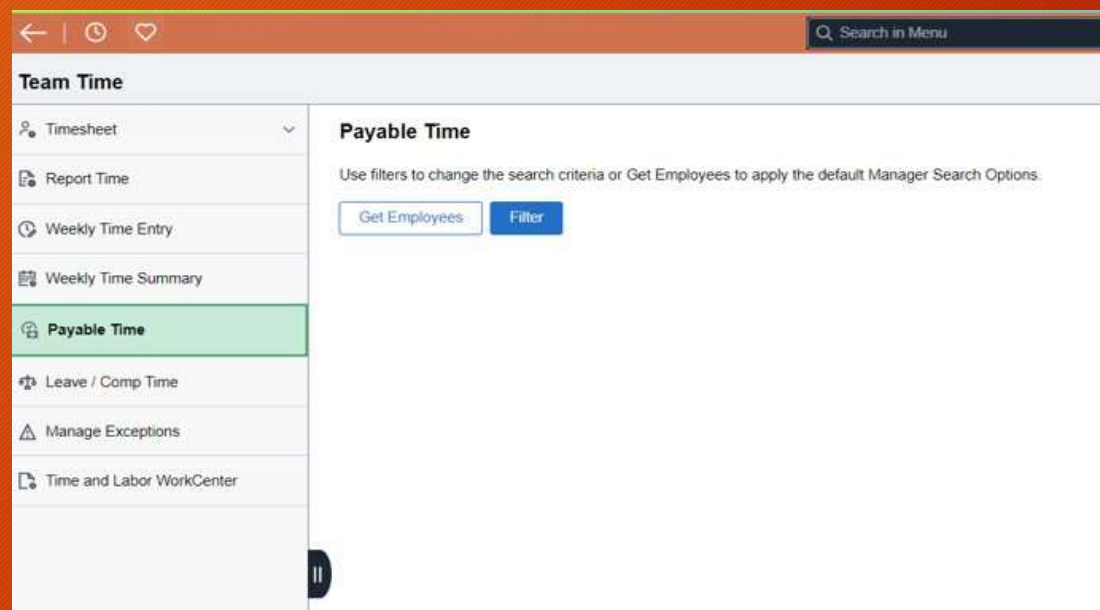 Search in Menu
Team Time
Timesheet
Report Time
Weekly Time Entry
Weekly Time Summary
Payable Time
Leave / Comp Time
Manage Exceptions
Time and Labor WorkCenter
Payable Time
Use filters to change the search criteria or Get Employees to apply the default Manager Search Options.
Get Employees Filter